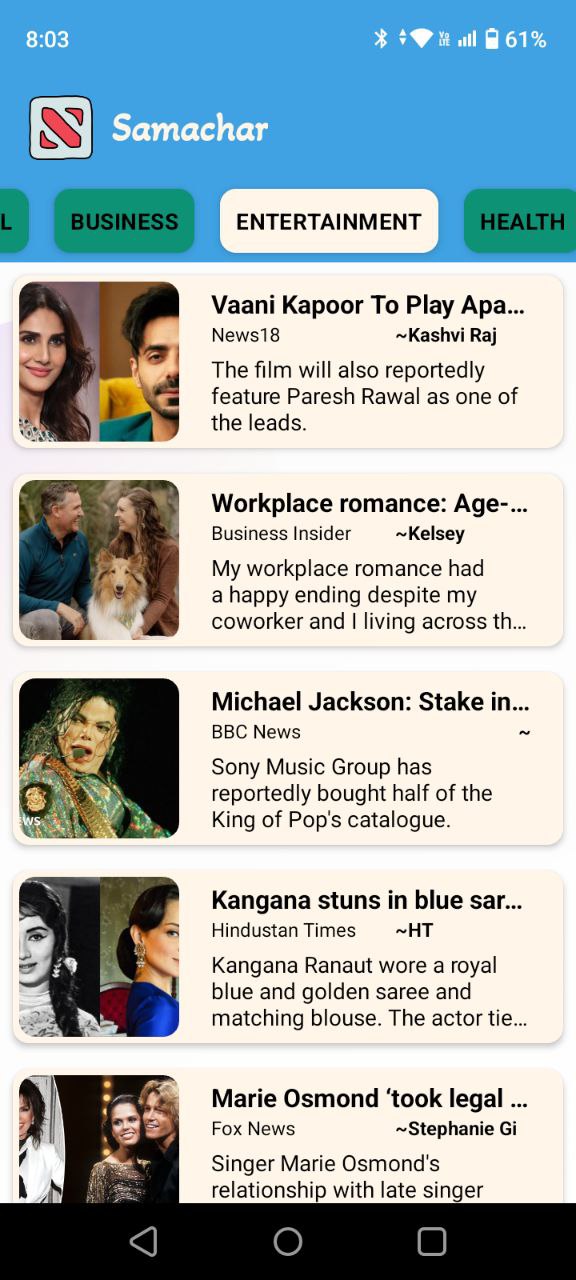 8:03
Vo LTE
61%
Samachar
L
BUSINESS
ENTERTAINMENT
HEALTH
Vaani Kapoor To Play Apa...
News18
~Kashvi Raj
The film will also reportedly
feature Paresh Rawal as one of
the leads.
Workplace romance: Age-...
Business Insider
~Kelsey
My workplace romance had
a happy ending despite my
coworker and I living across th...
Michael Jackson: Stake in...
BBC News
~
EWS
Sony Music Group has
reportedly bought half of the
King of Pop's catalogue.
Kangana stuns in blue sar...
Hindustan Times
~HT
Kangana Ranaut wore a royal
blue and golden saree and
matching blouse. The actor tie...
Marie Osmond ‘took legal ...
Fox News
~Stephanie Gi
Singer Marie Osmond's
relationship with late singer